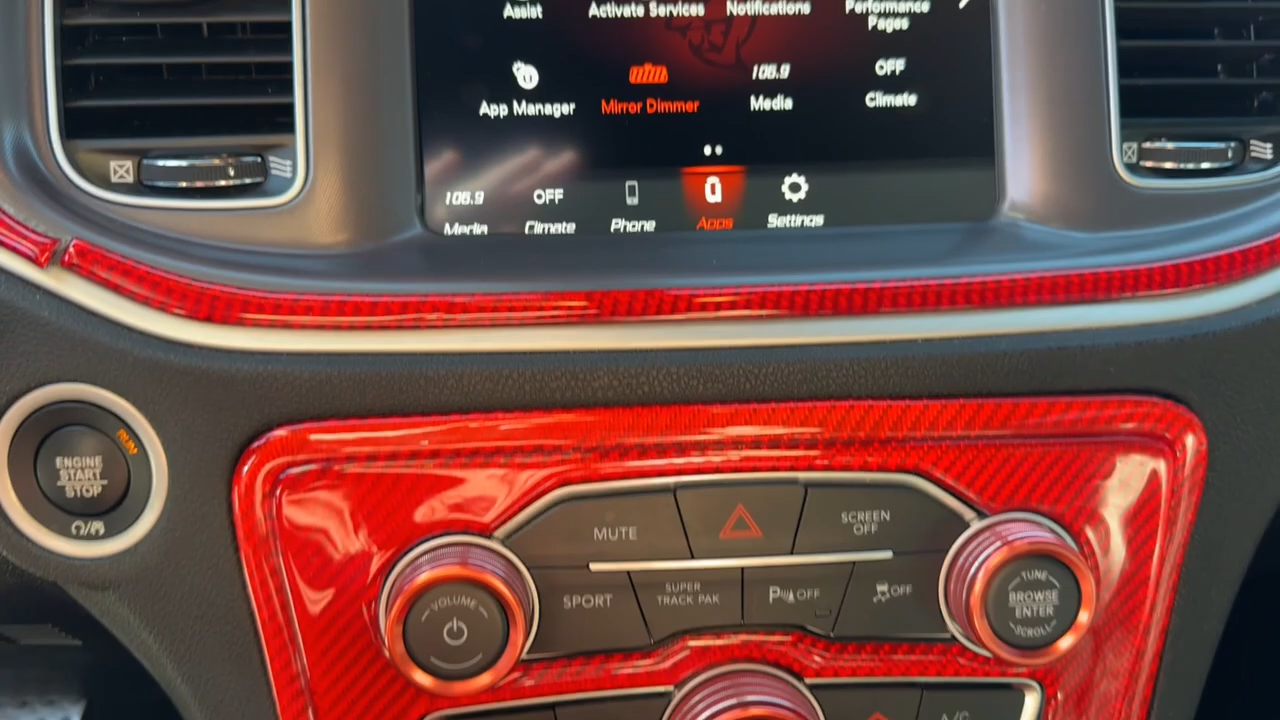 Assist
Activate Services
Notifications
Performance
Pages
App Manager
Mirror Dimmer
106.9
Media
OFF
Climate
106.9
Media
OFF
Climate
Phone
Apps
Settings
RUN
ENGINE
START
STOP
MUTE
SCREEN
OFF
SPORT
SUPER
TRACK PAK
P OFF
OFF
VOLUME
TUNE
BROWSE
ENTER
SCROLL
A/C